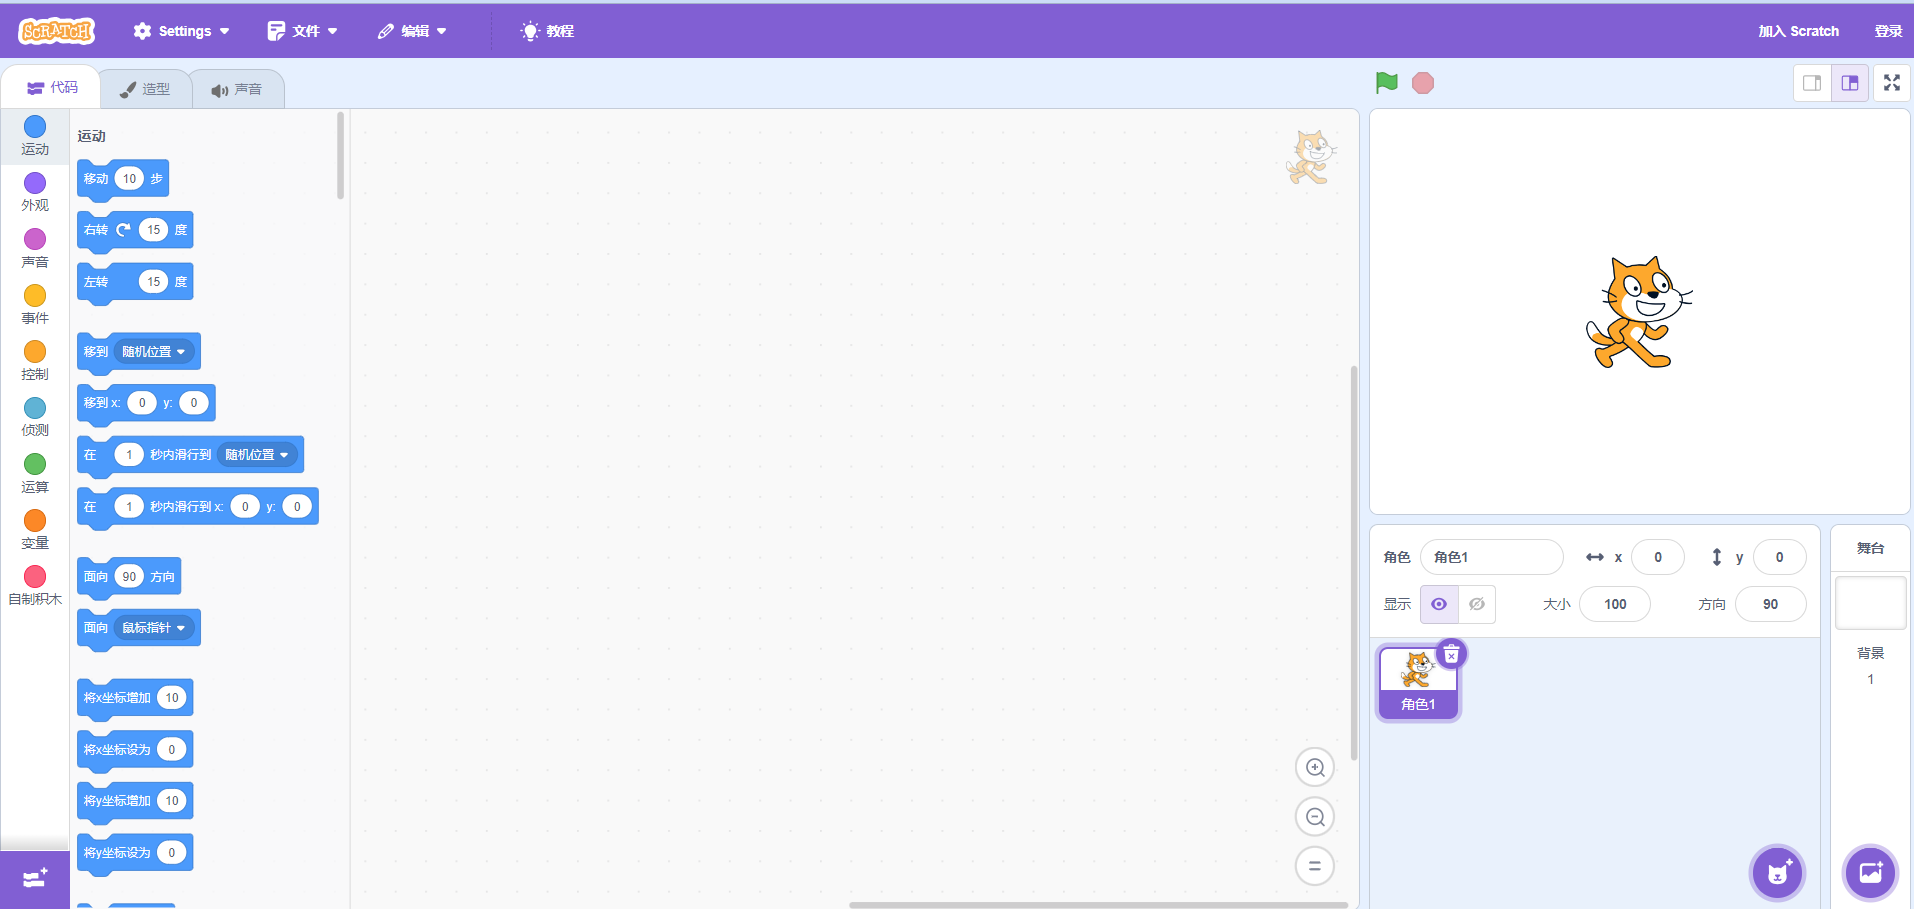 SCRATCH Settings 文件 编辑 教程 加入 Scratch 登录
代码 造型 声音
运动
外观
声音
事件
控制
侦测
运算
变量
自制积木
运动
移动 10 步
右转 15 度
左转 15 度
移到 随机位置
移到 x: 0 y: 0
在 1 秒内滑行到 随机位置
在 1 秒内滑行到 x: 0 y: 0
面向 90 方向
面向 鼠标指针
将x坐标增加 10
将x坐标设为 0
将y坐标增加 10
将y坐标设为 0
角色 角色1 x 0 y 0
显示 大小 100 方向 90
角色1
舞台
背景
1